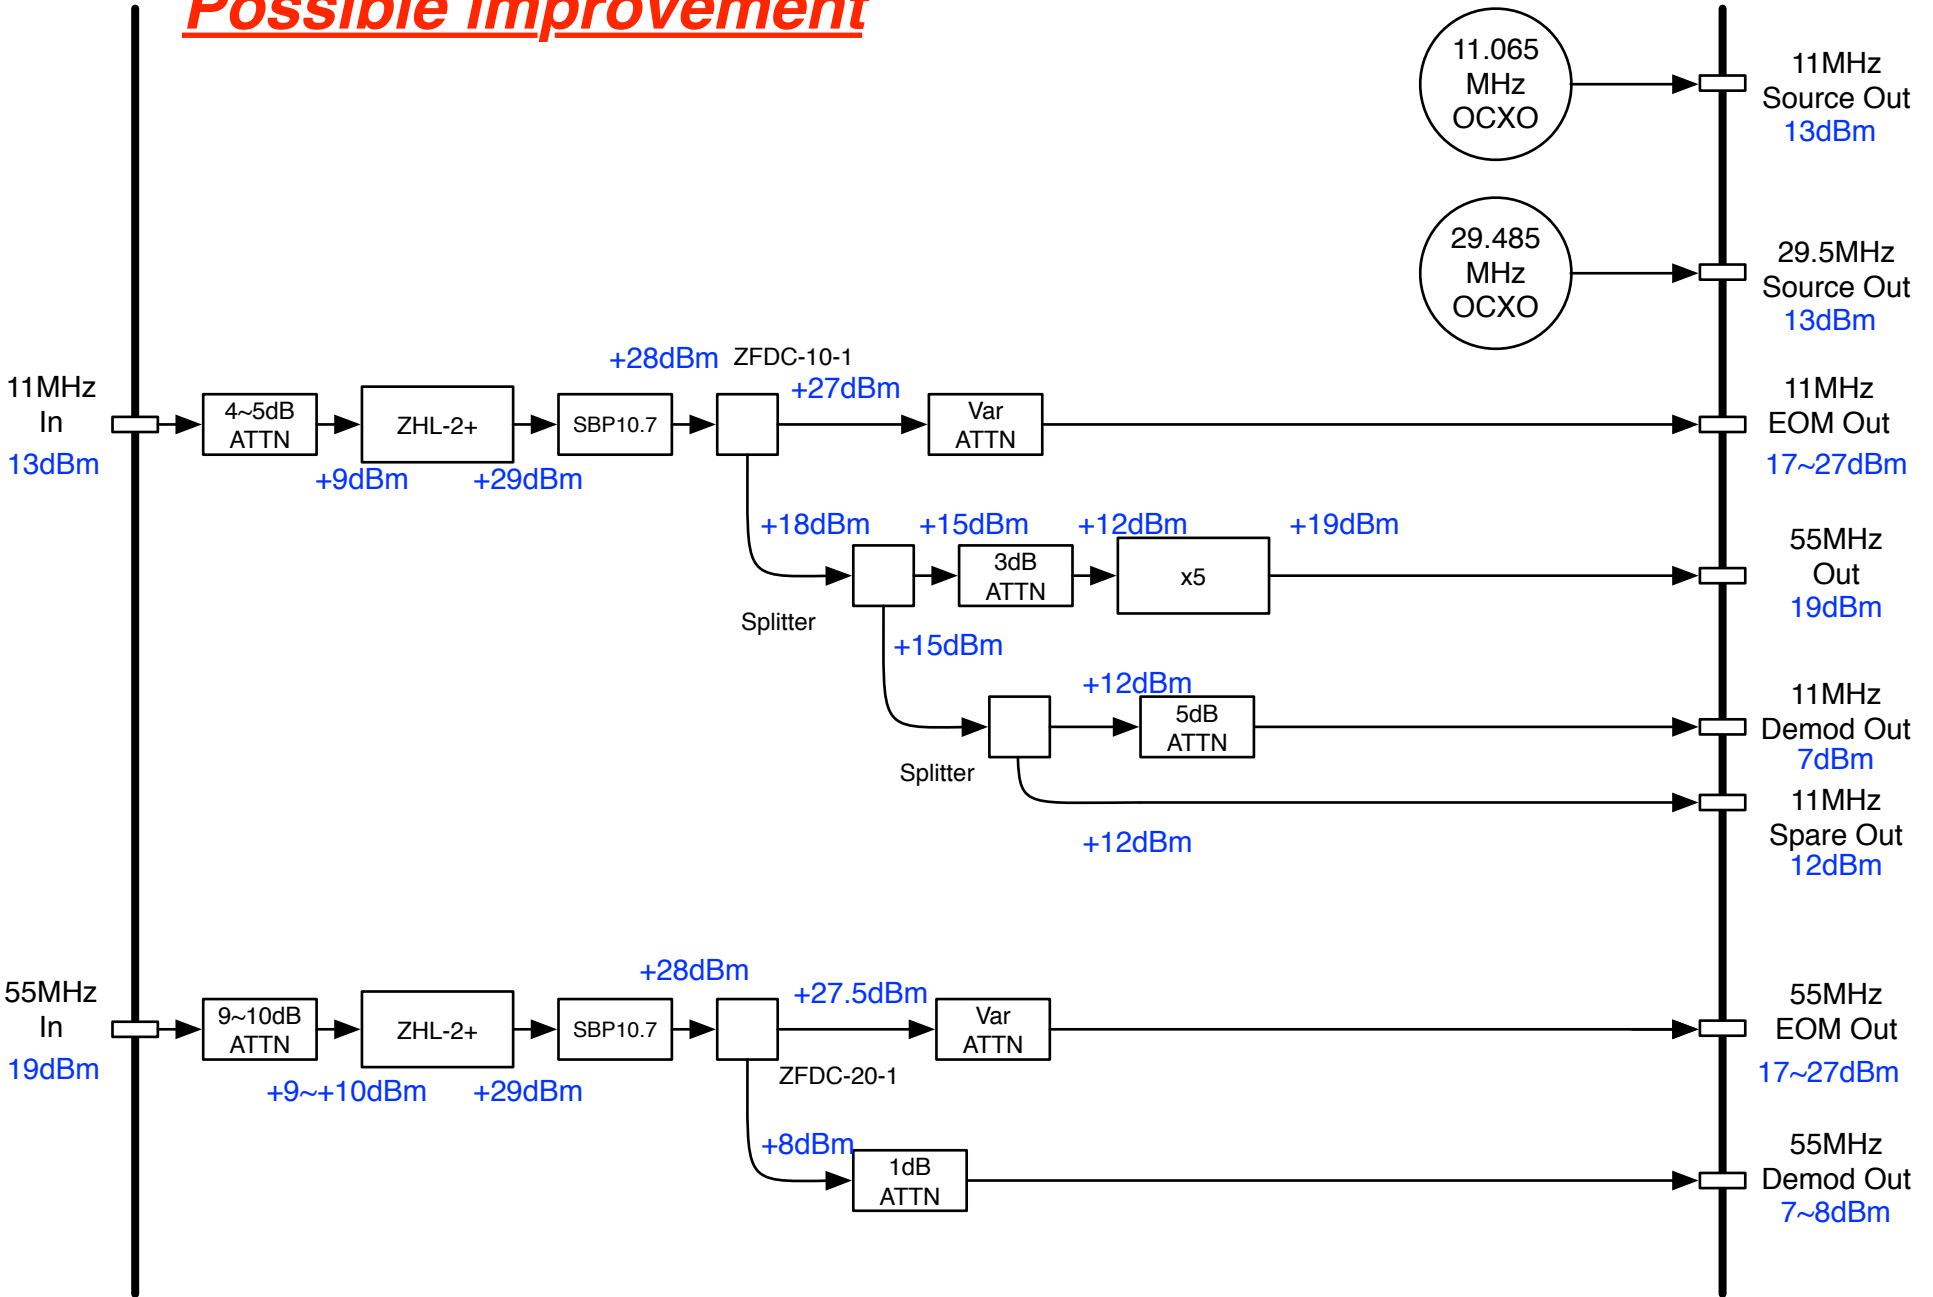 Possible Improvement
11.065
MHz
OCXO
11MHz
Source Out
13dBm
29.485
MHz
OCXO
29.5MHz
Source Out
13dBm
11MHz
In
13dBm
4~5dB
ATTN
+9dBm
ZHL-2+
+29dBm
SBP10.7
+28dBm
ZFDC-10-1
+27dBm
Var
ATTN
11MHz
EOM Out
17~27dBm
+18dBm
Splitter
+15dBm
3dB
ATTN
+12dBm
x5
+19dBm
55MHz
Out
19dBm
+15dBm
Splitter
+12dBm
5dB
ATTN
11MHz
Demod Out
7dBm
+12dBm
11MHz
Spare Out
12dBm
55MHz
In
19dBm
9~10dB
ATTN
+9~+10dBm
ZHL-2+
+29dBm
SBP10.7
+28dBm
+27.5dBm
ZFDC-20-1
Var
ATTN
55MHz
EOM Out
17~27dBm
+8dBm
1dB
ATTN
55MHz
Demod Out
7~8dBm